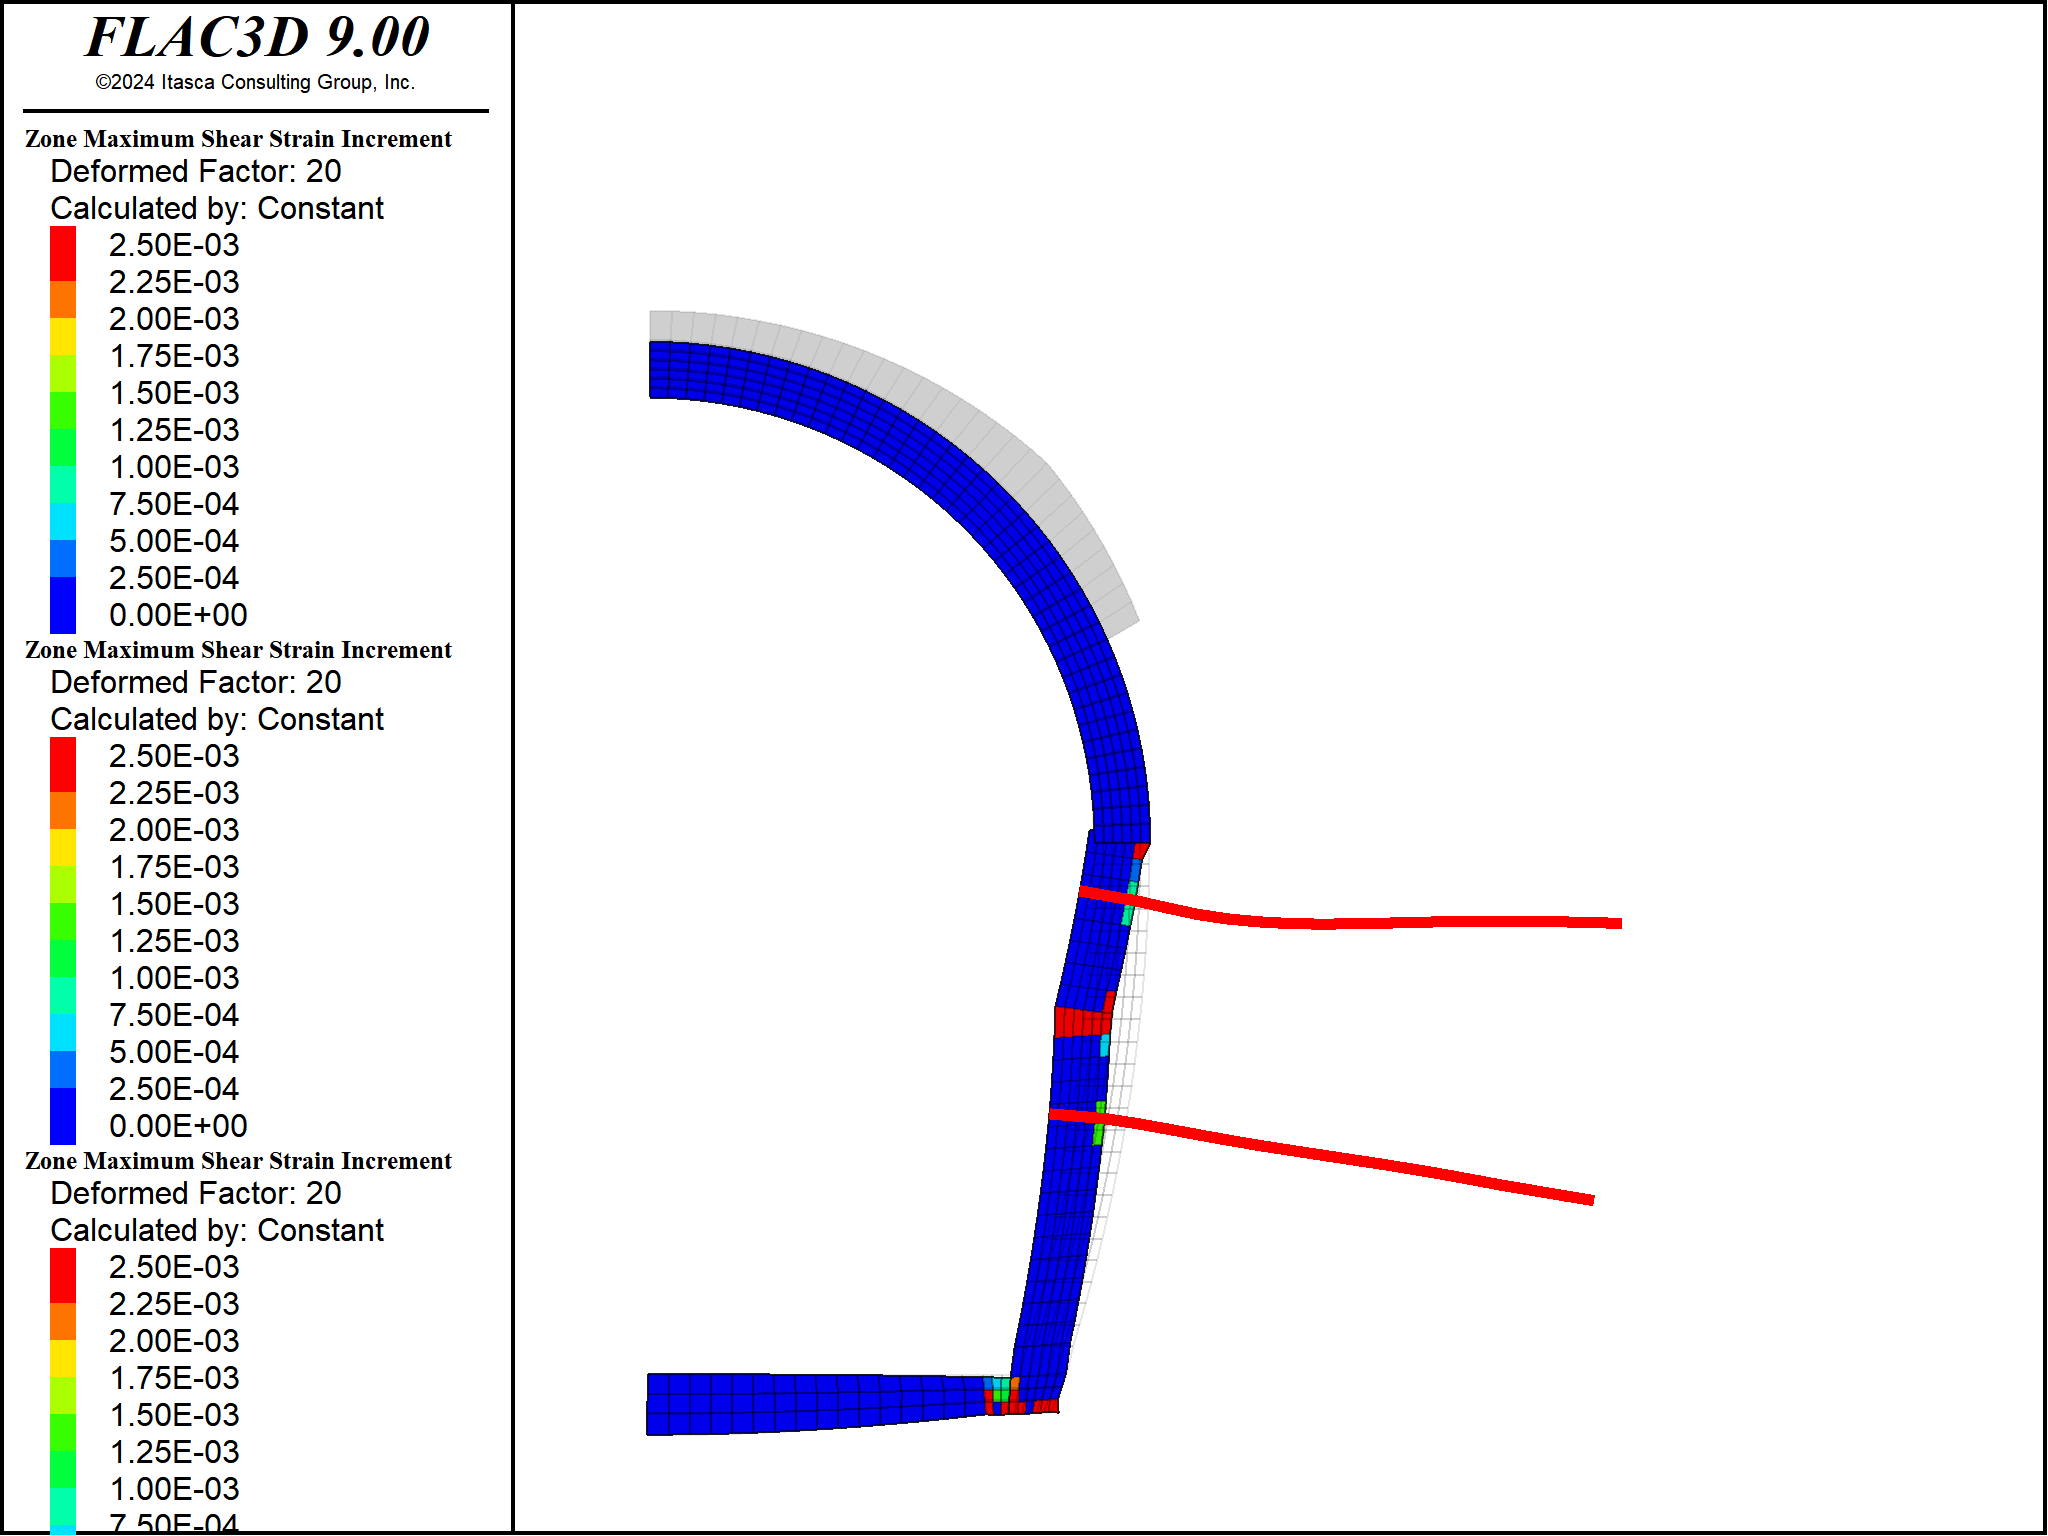 FLAC3D 9.00
©2024 Itasca Consulting Group, Inc.
Zone Maximum Shear Strain Increment
Deformed Factor: 20
Calculated by: Constant
2.50E-03
2.25E-03
2.00E-03
1.75E-03
1.50E-03
1.25E-03
1.00E-03
7.50E-04
5.00E-04
2.50E-04
0.00E+00
Zone Maximum Shear Strain Increment
Deformed Factor: 20
Calculated by: Constant
2.50E-03
2.25E-03
2.00E-03
1.75E-03
1.50E-03
1.25E-03
1.00E-03
7.50E-04
5.00E-04
2.50E-04
0.00E+00
Zone Maximum Shear Strain Increment
Deformed Factor: 20
Calculated by: Constant
2.50E-03
2.25E-03
2.00E-03
1.75E-03
1.50E-03
1.25E-03
1.00E-03
7.50E-04